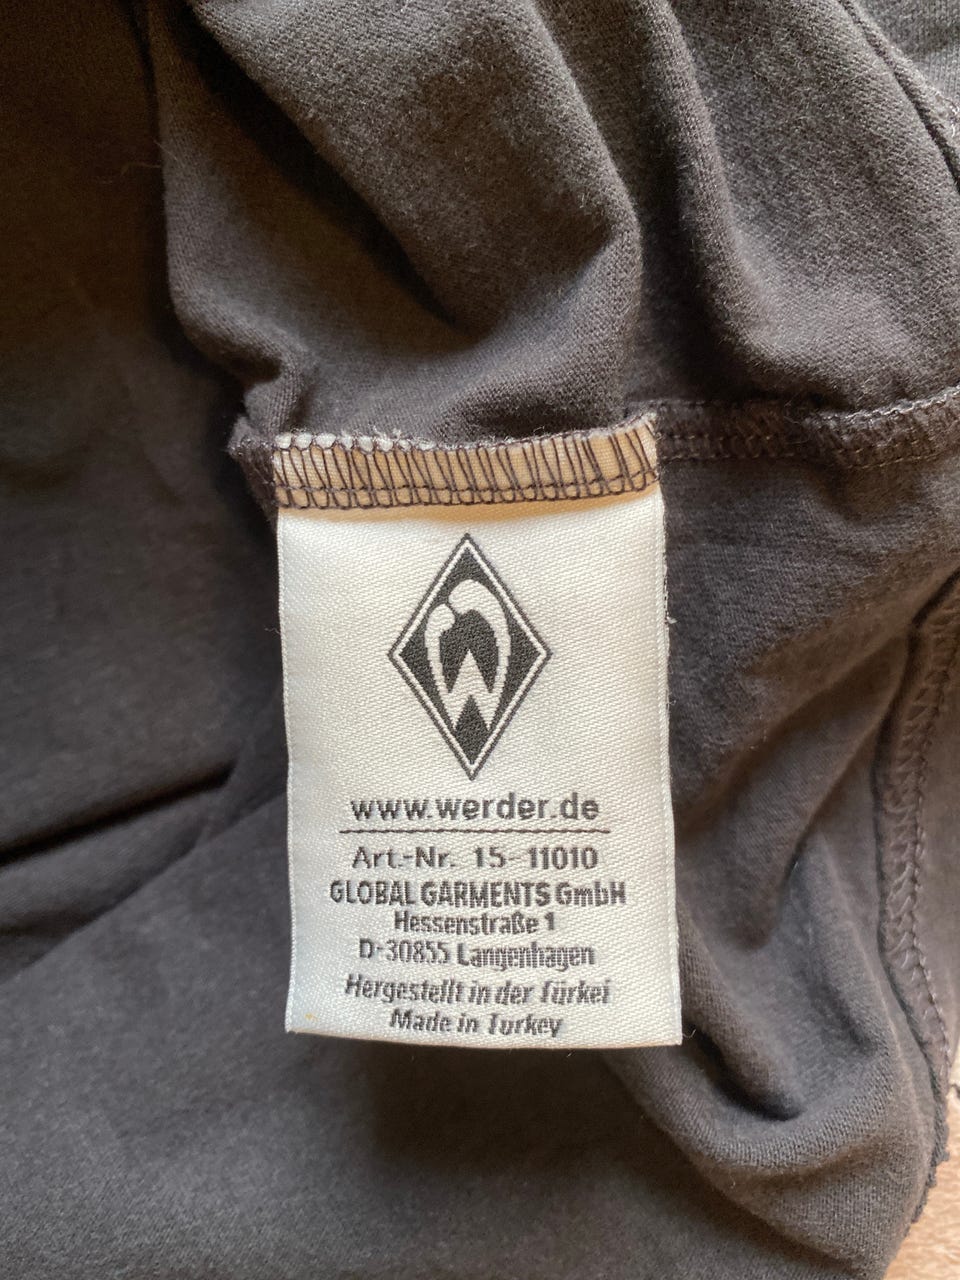 www.werder.de
Art.-Nr. 15-11010
GLOBAL GARMENTS GmbH
Hessenstraße 1
D-30855 Langenhagen
Hergestellt in der Türkei
Made in Turkey